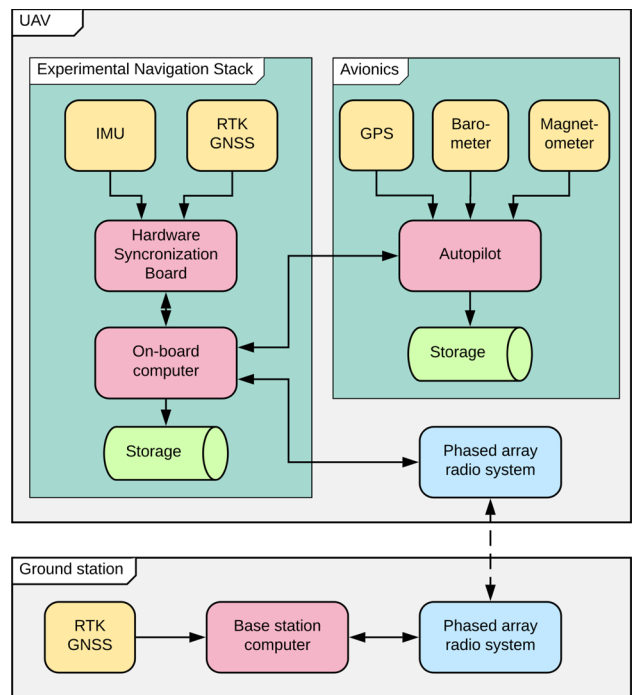 UAV
Experimental Navigation Stack
Avionics
IMU
RTK
GNSS
GPS
Baro-
meter
Magnet-
ometer
Hardware
Syncronization
Board
Autopilot
On-board
computer
Storage
Storage
Phased array
radio system
Ground station
RTK
GNSS
Base station
computer
Phased array
radio system